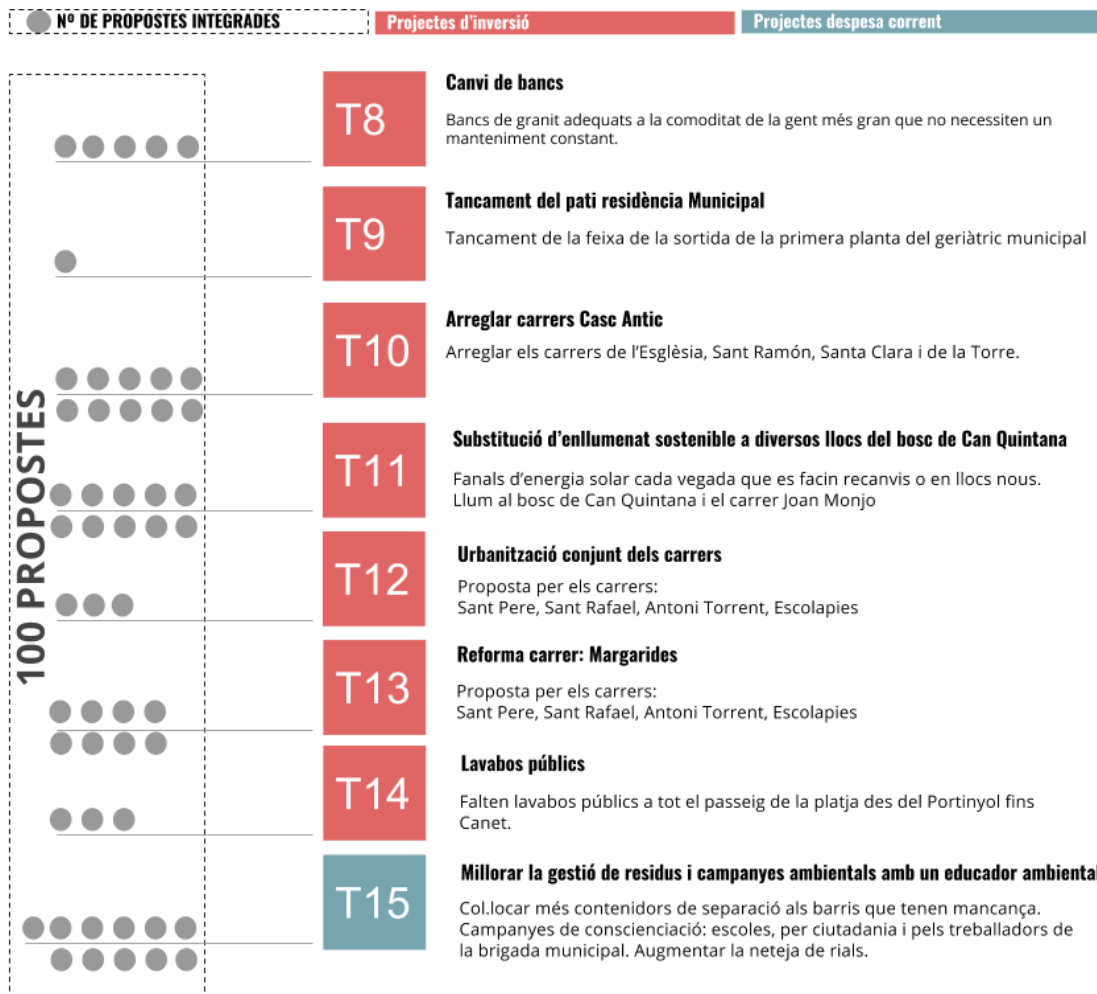 Nº DE PROPOSTES INTEGRADES
Projectes d'inversió
Projectes despesa corrent
100 PROPOSTES
T8
Canvi de bancs
Bancs de granit adequats a la comoditat de la gent més gran que no necessiten un
manteniment constant.
T9
Tancament del pati residència Municipal
Tancament de la feixa de la sortida de la primera planta del geriàtric municipal
T10
Arreglar carrers Casc Antic
Arreglar els carrers de l'Esglèsia, Sant Ramón, Santa Clara i de la Torre.
T11
Substitució d'enllumenat sostenible a diversos llocs del bosc de Can Quintana
Fanals d'energia solar cada vegada que es facin recanvis o en llocs nous.
Llum al bosc de Can Quintana i el carrer Joan Monjo
T12
Urbanització conjunt dels carrers
Proposta per els carrers:
Sant Pere, Sant Rafael, Antoni Torrent, Escolapies
T13
Reforma carrer: Margarides
Proposta per els carrers:
Sant Pere, Sant Rafael, Antoni Torrent, Escolapies
T14
Lavabos públics
Falten lavabos públics a tot el passeig de la platja des del Portinyol fins
Canet.
T15
Millorar la gestió de residus i campanyes ambientals amb un educador ambiental
Col.locar més contenidors de separació als barris que tenen mancança.
Campanyes de conscienciació: escoles, per ciutadania i pels treballadors de
la brigada municipal. Augmentar la neteja de rials.